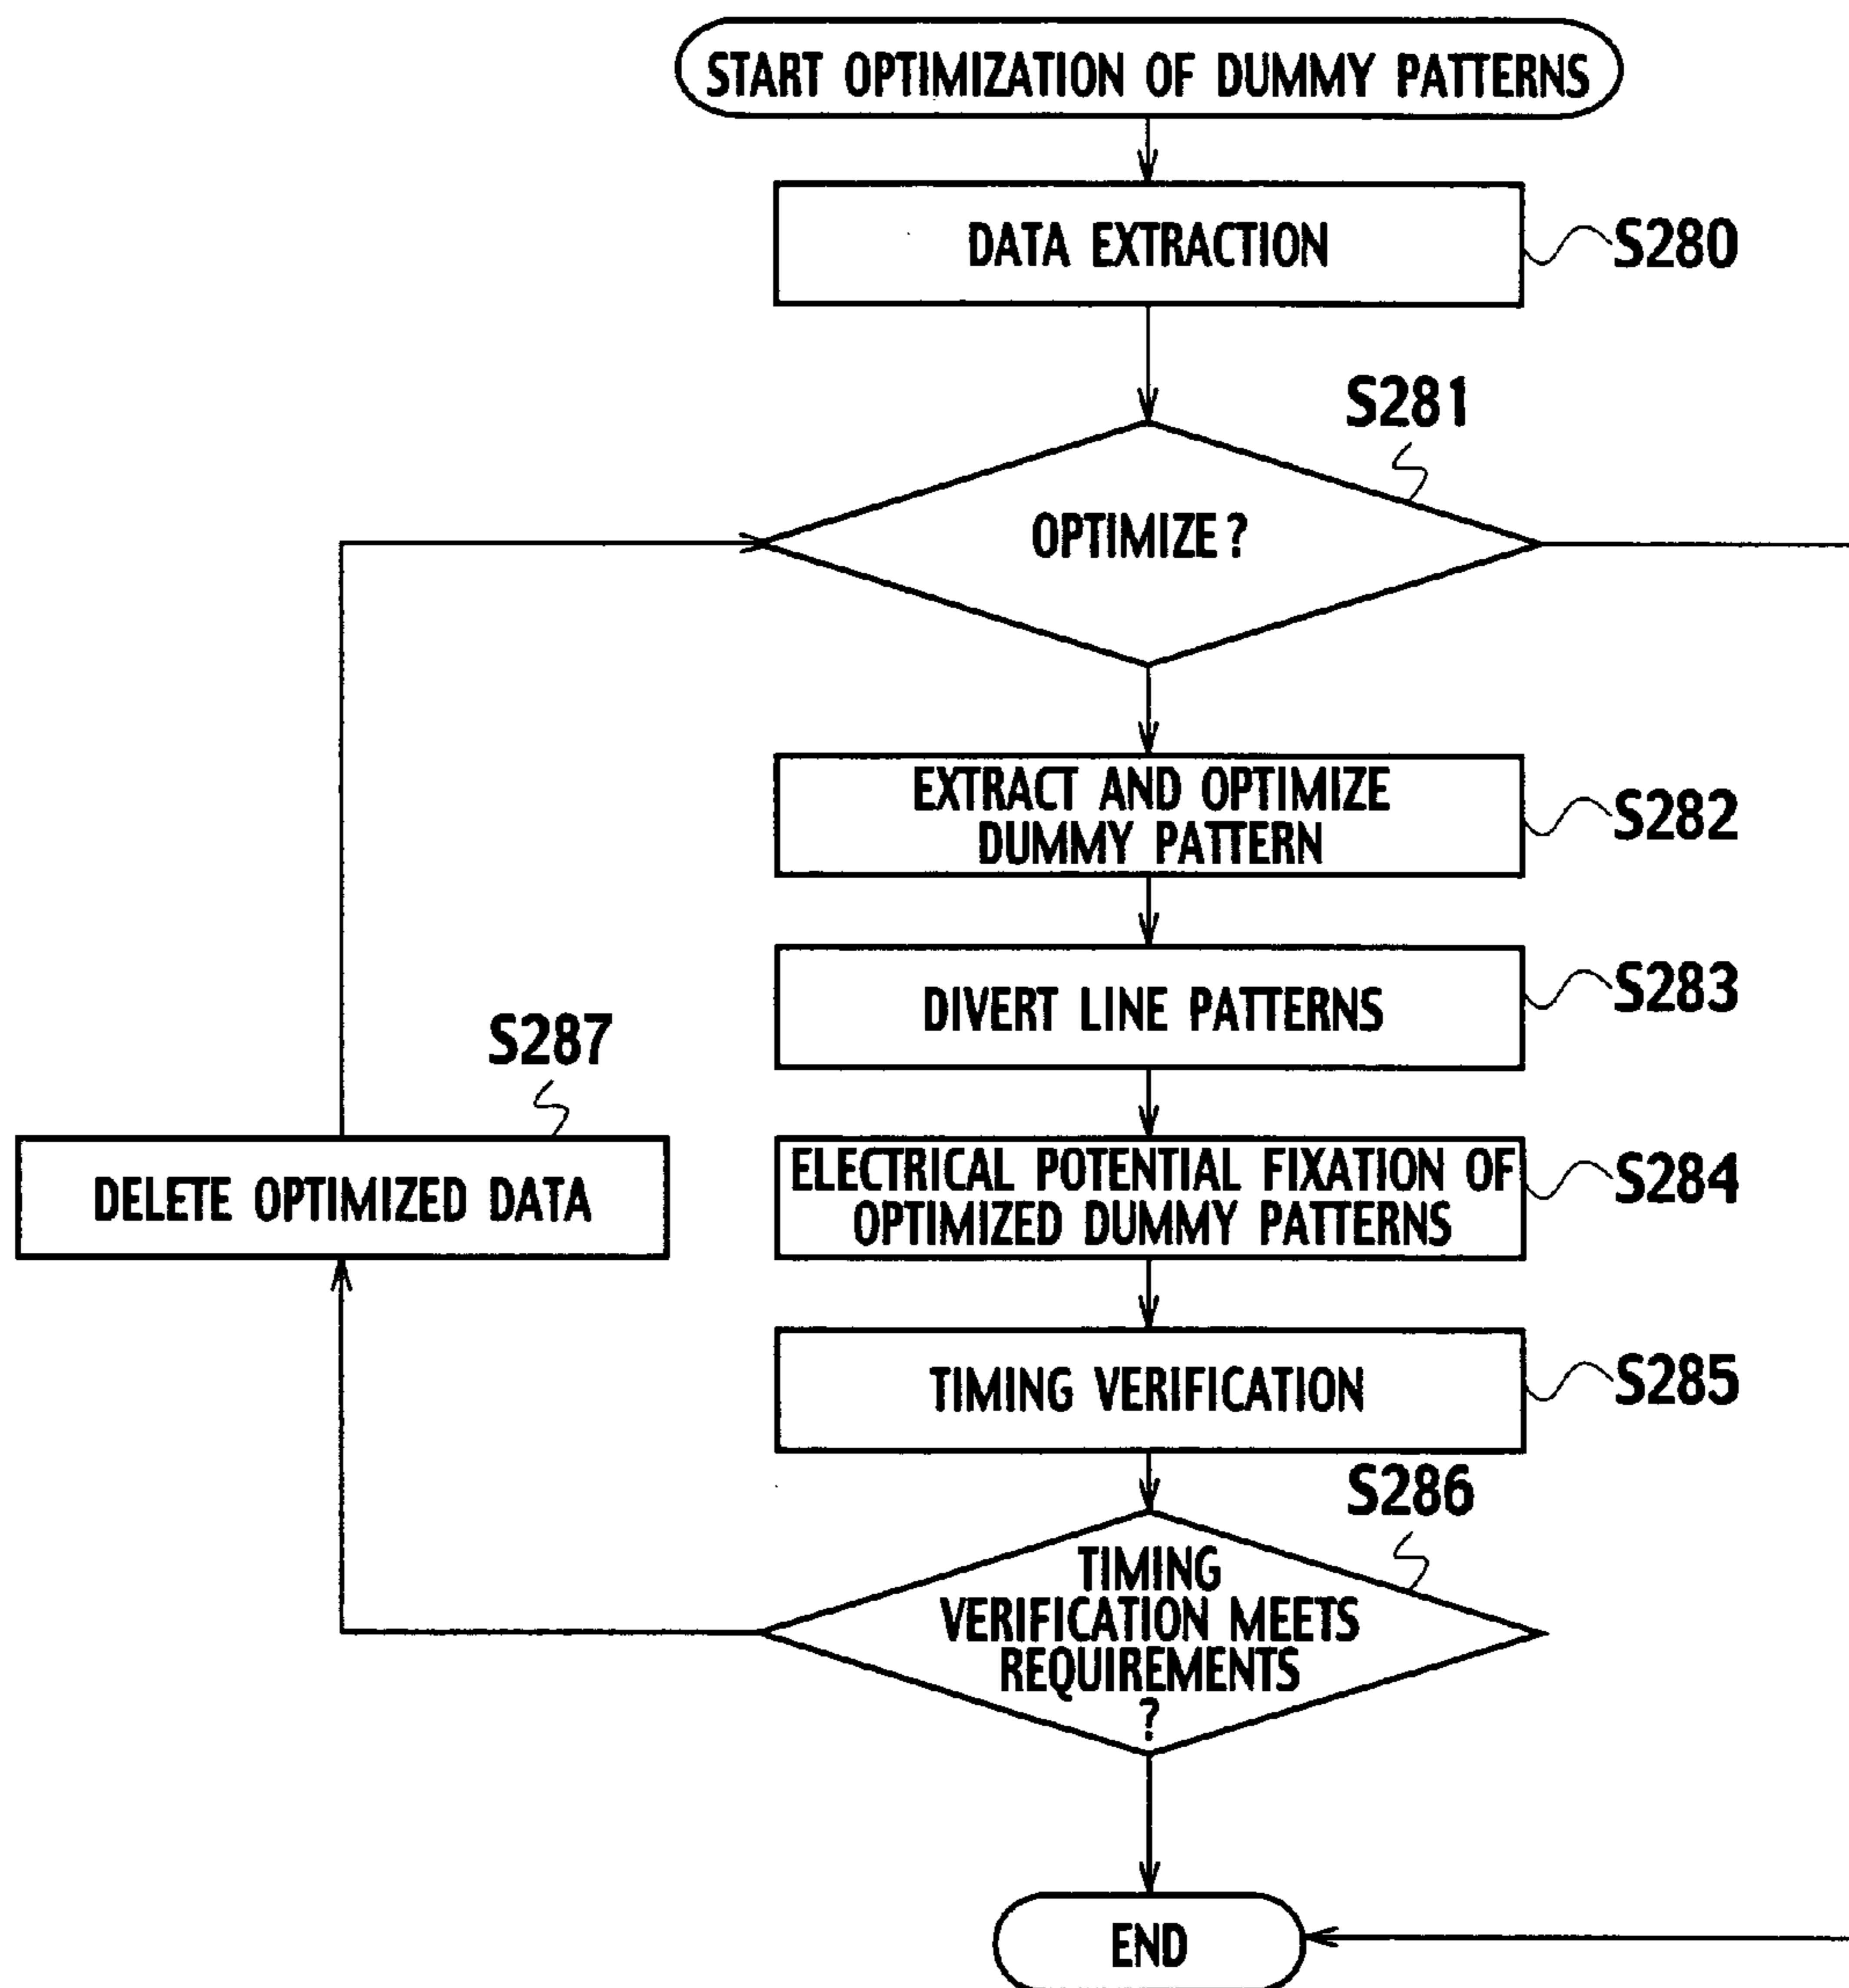 START OPTIMIZATION OF DUMMY PATTERNS
DATA EXTRACTION
S280
S281
OPTIMIZE?
EXTRACT AND OPTIMIZE
DUMMY PATTERN
S282
DIVERT LINE PATTERNS
S283
S287
DELETE OPTIMIZED DATA
ELECTRICAL POTENTIAL FIXATION OF
OPTIMIZED DUMMY PATTERNS
S284
TIMING VERIFICATION
S285
S286
TIMING
VERIFICATION MEETS
REQUIREMENTS
?
END